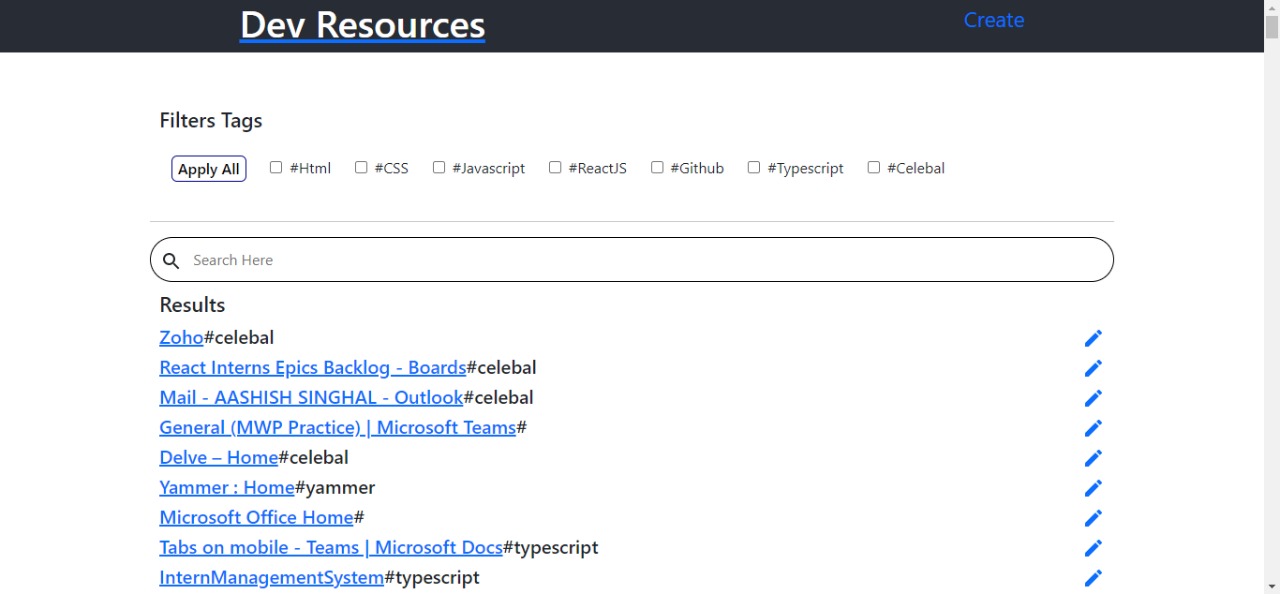 Dev Resources Create
Filters Tags
Apply All #Html #CSS #Javascript #ReactJS #Github #Typescript #Celebal
Search Here
Results
Zoho#celebal
React Interns Epics Backlog - Boards#celebal
Mail - AASHISH SINGHAL - Outlook#celebal
General (MWP Practice) | Microsoft Teams#
Delve – Home#celebal
Yammer : Home#yammer
Microsoft Office Home#
Tabs on mobile - Teams | Microsoft Docs#typescript
InternManagementSystem#typescript